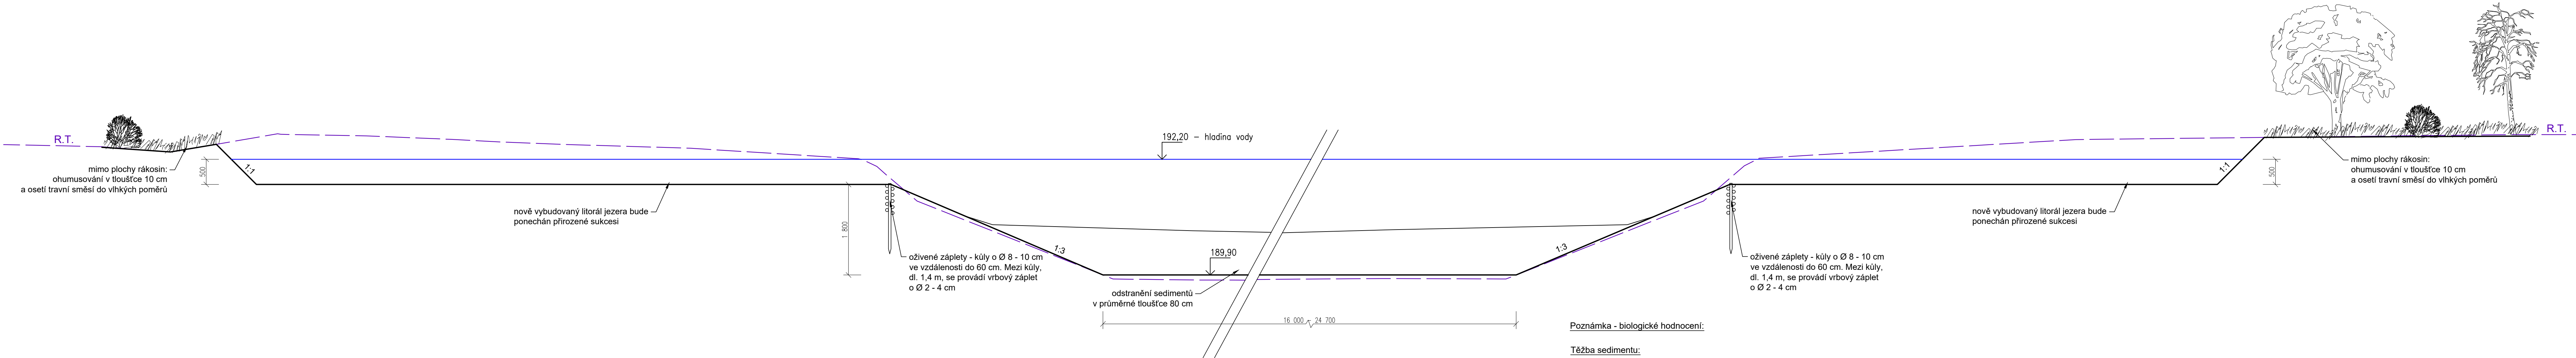 R.T.
mimo plochy rákosin:
ohumusování v tloušťce 10 cm
a osetí travní směsí do vlhkých poměrů
500
1:1
nově vybudovaný litorál jezera bude
ponechán přirozené sukcesi
1 800
oživené záplety - kůly o Ø 8 - 10 cm
ve vzdálenosti do 60 cm. Mezi kůly,
dl. 1,4 m, se provádí vrbový záplet
o Ø 2 - 4 cm
1:3
192,20 - hladina vody
189,90
odstranění sedimentů
v průměrné tloušťce 80 cm
16 000 - 24 700
1:3
oživené záplety - kůly o Ø 8 - 10 cm
ve vzdálenosti do 60 cm. Mezi kůly,
dl. 1,4 m, se provádí vrbový záplet
o Ø 2 - 4 cm
nově vybudovaný litorál jezera bude
ponechán přirozené sukcesi
1:1
500
mimo plochy rákosin:
ohumusování v tloušťce 10 cm
a osetí travní směsí do vlhkých poměrů
R.T.
Poznámka - biologické hodnocení:
Těžba sedimentu: